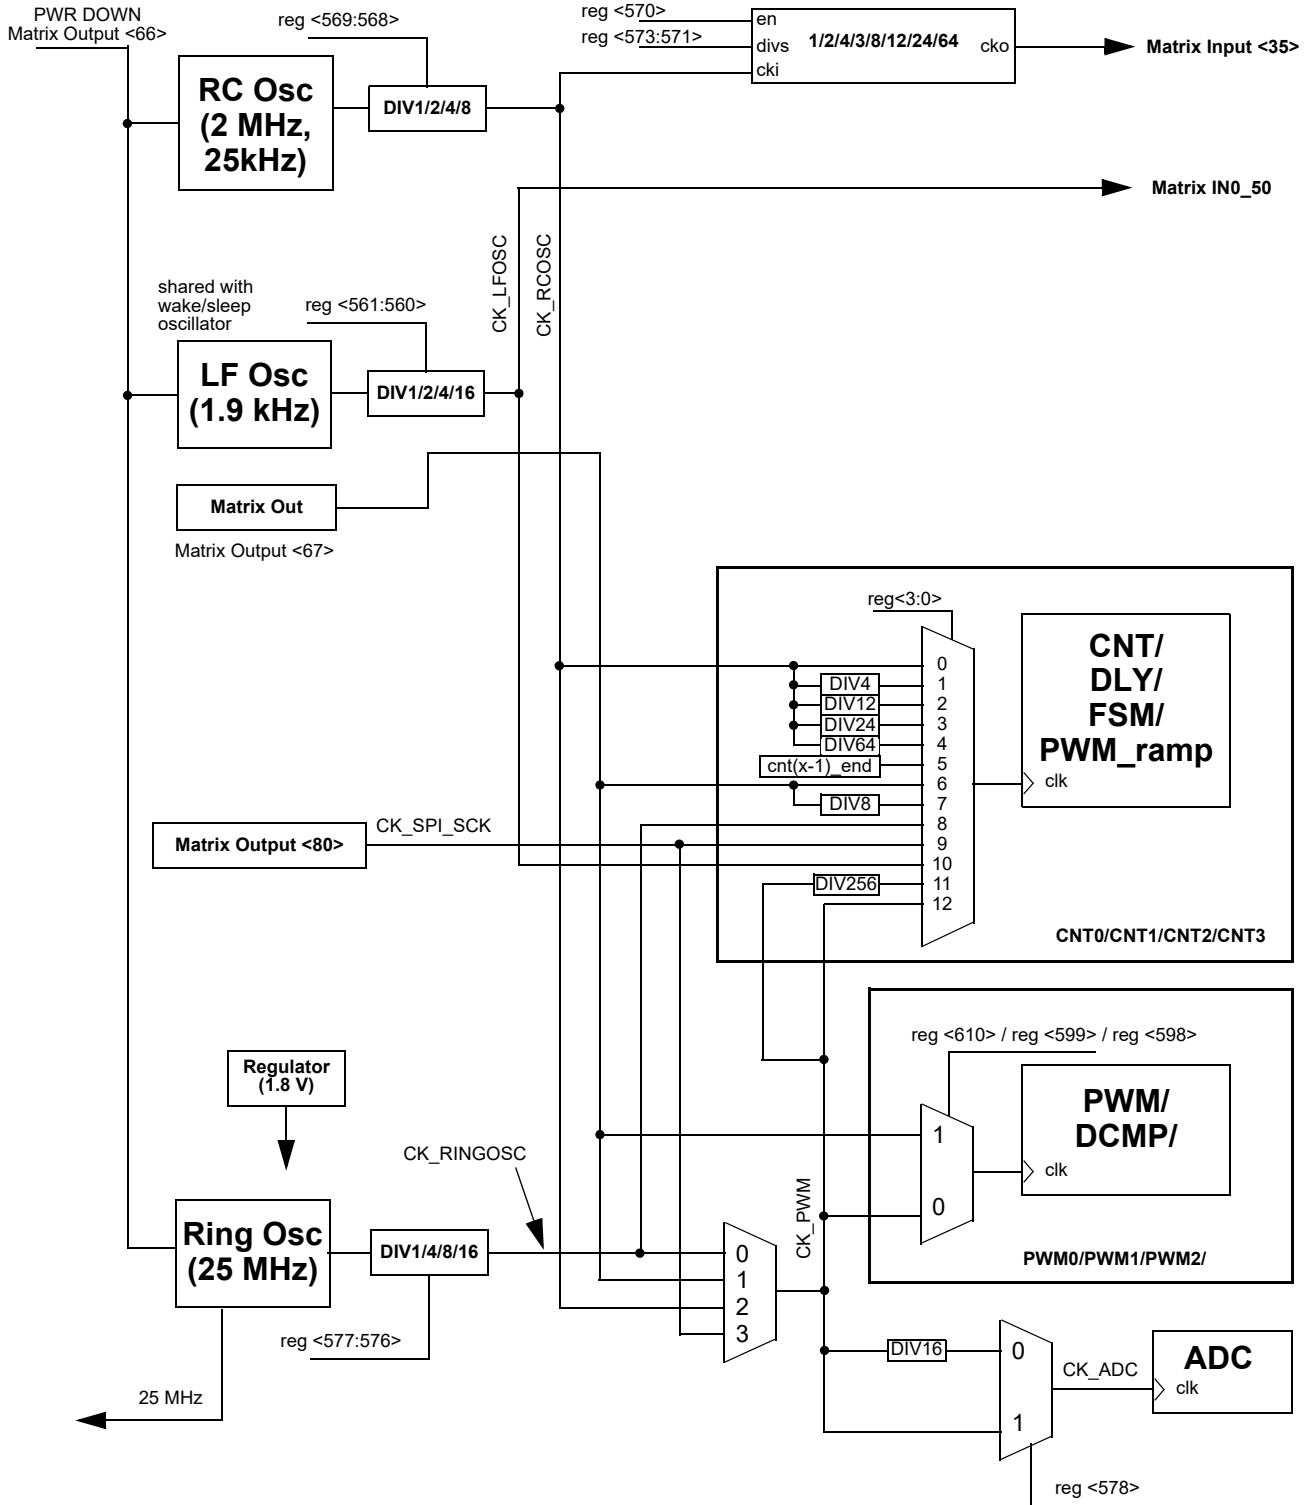 PWR DOWN
Matrix Output <66>
reg <569:568>
reg <570>
reg <573:571>
en
divs
cki
1/2/4/3/8/12/24/64
cko
Matrix Input <35>
RC Osc
(2 MHz,
25kHz)
DIV1/2/4/8
Matrix IN0_50
CK_LFOSC
CK_RCOSC
shared with
wake/sleep
oscillator
reg <561:560>
LF Osc
(1.9 kHz)
DIV1/2/4/16
Matrix Out
Matrix Output <67>
reg<3:0>
CNT/
DLY/
FSM/
PWM_ramp
clk
0
DIV4 1
DIV12 2
DIV24 3
DIV64 4
cnt(x-1)_end 5
6
DIV8 7
8
9
10
DIV256 11
12
CK_SPI_SCK
Matrix Output <80>
CNT0/CNT1/CNT2/CNT3
reg <610> / reg <599> / reg <598>
PWM/
DCMP/
clk
1
0
PWM0/PWM1/PWM2/
Regulator
(1.8 V)
CK_RINGOSC
CK_PWM
Ring Osc
(25 MHz)
DIV1/4/8/16
0
1
2
3
reg <577:576>
25 MHz
DIV16
0
1
CK_ADC
ADC
clk
reg <578>